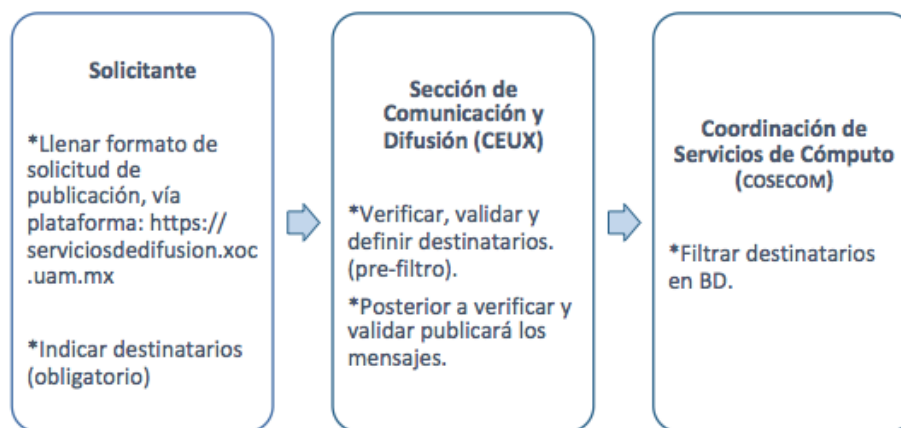 Solicitante
*Llenar formato de
solicitud de
publicación, vía
plataforma: https://
serviciosdedifusion.xoc
.uam.mx
*Indicar destinatarios
(obligatorio)
Sección de
Comunicación y
Difusión (CEUX)
*Verificar, validar y
definir destinatarios.
(pre-filtro).
*Posterior a verificar y
validar publicará los
mensajes.
Coordinación de
Servicios de Cómputo
(COSECOM)
*Filtrar destinatarios
en BD.